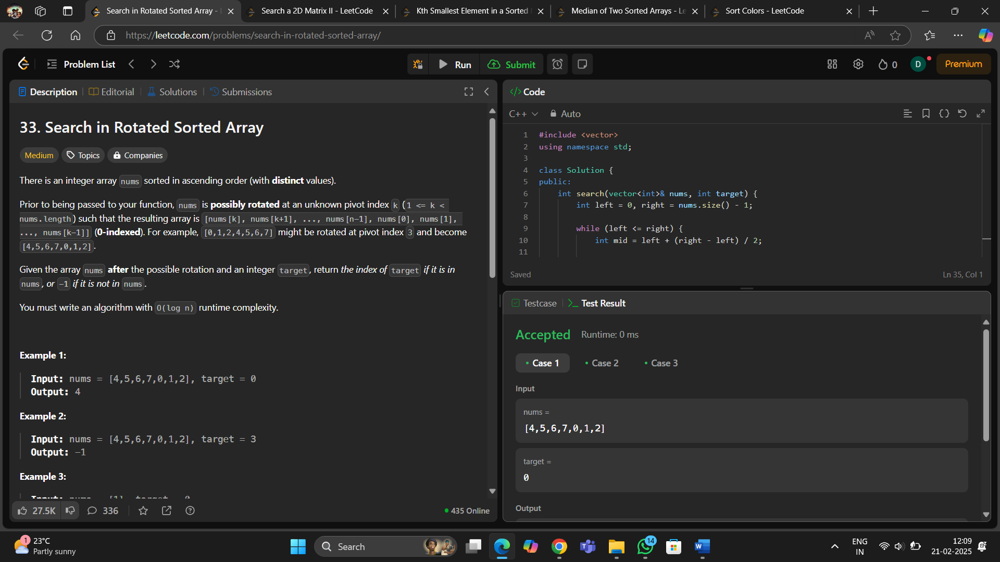 Search in Rotated Sorted Array -
Search a 2D Matrix II - LeetCode
Kth Smallest Element in a Sorted
Median of Two Sorted Arrays - Le
Sort Colors - LeetCode
https://leetcode.com/problems/search-in-rotated-sorted-array/
Problem List
Run
Submit
0
D
Premium
Description
Editorial
Solutions
Submissions
33. Search in Rotated Sorted Array
Medium
Topics
Companies
There is an integer array nums sorted in ascending order (with distinct values).
Prior to being passed to your function, nums is possibly rotated at an unknown pivot index k (1 <= k <
nums.length) such that the resulting array is [nums[k], nums[k+1], ..., nums[n-1], nums[0], nums[1],
..., nums[k-1]] (0-indexed). For example, [0,1,2,4,5,6,7] might be rotated at pivot index 3 and become
[4,5,6,7,0,1,2].
Given the array nums after the possible rotation and an integer target, return the index of target if it is in
nums, or -1 if it is not in nums.
You must write an algorithm with O(log n) runtime complexity.
Example 1:
Input: nums = [4,5,6,7,0,1,2], target = 0
Output: 4
Example 2:
Input: nums = [4,5,6,7,0,1,2], target = 3
Output: -1
Example 3:
Input: nums = [1], target = 0
27.5K
336
435 Online
</> Code
C++
Auto
1 #include <vector>
2 using namespace std;
3
4 class Solution {
5 public:
6 int search(vector<int>& nums, int target) {
7 int left = 0, right = nums.size() - 1;
8
9 while (left <= right) {
10 int mid = left + (right - left) / 2;
11
Saved
Ln 35, Col 1
Testcase
Test Result
Accepted
Runtime: 0 ms
Case 1
Case 2
Case 3
Input
nums =
[4,5,6,7,0,1,2]
target =
0
Output
1
23°C
Partly sunny
Search
14
ENG
IN
12:09
21-02-2025